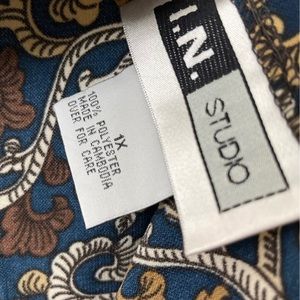 I.N.
STUDIO
1X
100% POLYESTER
MADE IN CAMBODIA
OVER FOR CARE